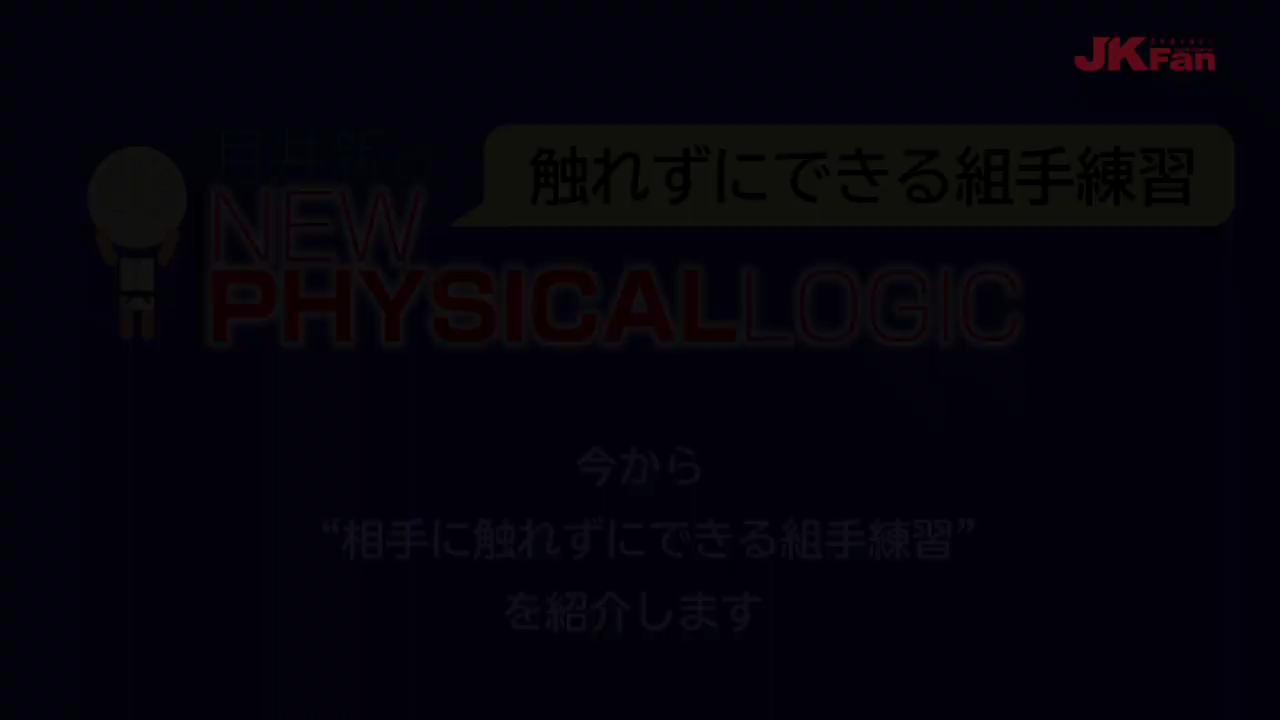 JKFan
触れずにできる組手練習
NEW
PHYSICALLOGIC
今から
“相手に触れずにできる組手練習”
を紹介します